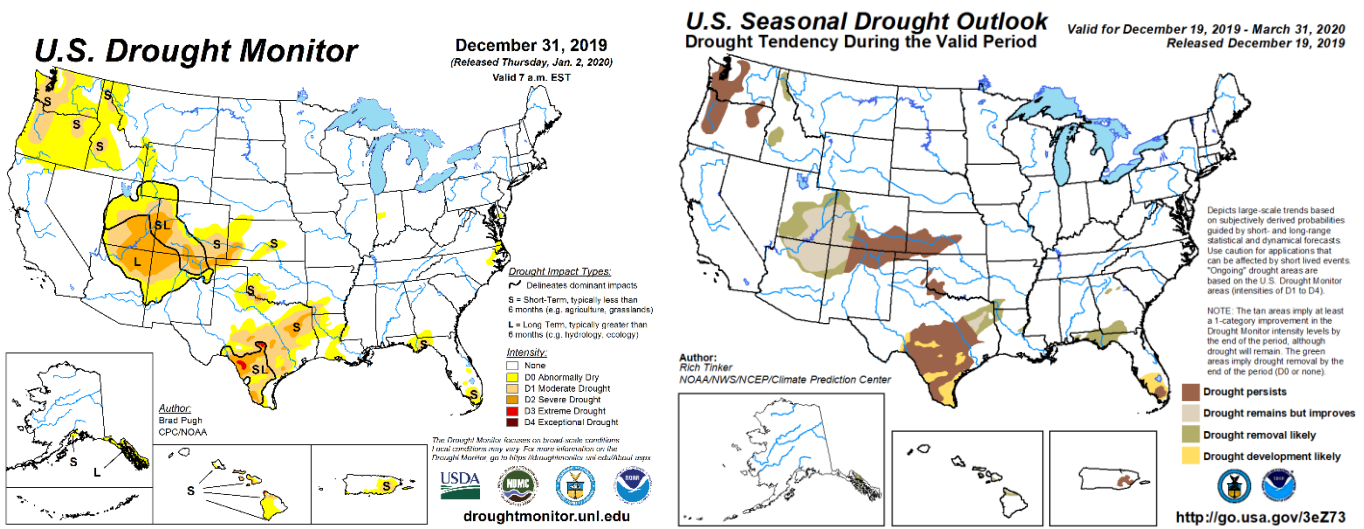 U.S. Drought Monitor
December 31, 2019
(Released Thursday, Jan. 2, 2020)
Valid 7 a.m. EST
S
S
S
S
SL
S
S
L
S
S
SL
S
S
Drought Impact Types:
Delineates dominant impacts
S = Short-Term, typically less than
6 months (e.g. agriculture, grasslands)
L = Long Term, typically greater than
6 months (e.g. hydrology, ecology)
Intensity:
None
D0 Abnormally Dry
D1 Moderate Drought
D2 Severe Drought
D3 Extreme Drought
D4 Exceptional Drought
Author:
Brad Pugh
CPC/NOAA
S
L
S
S
The Drought Monitor focuses on broad-scale conditions
Local conditions may vary. For more information on the
Drought Monitor, go to https://droughtmonitor.unl.edu/About.aspx
USDA
NDMC
NOAA
droughtmonitor.unl.edu
U.S. Seasonal Drought Outlook
Drought Tendency During the Valid Period
Valid for December 19, 2019 - March 31, 2020
Released December 19, 2019
Depicts large-scale trends based
on subjectively derived probabilities
guided by short- and long-range
statistical and dynamical forecasts.
Use caution for applications that
can be affected by short lived events.
"Ongoing" drought areas are
based on the U.S. Drought Monitor
areas (intensities of D1 to D4).
NOTE: The tan areas imply at least
a 1-category improvement in the
Drought Monitor intensity levels by
the end of the period, although
drought will remain. The green
areas imply drought removal by the
end of the period (D0 or none).
Author:
Rich Tinker
NOAA/NWS/NCEP/Climate Prediction Center
Drought persists
Drought remains but improves
Drought removal likely
Drought development likely
http://go.usa.gov/3eZ73